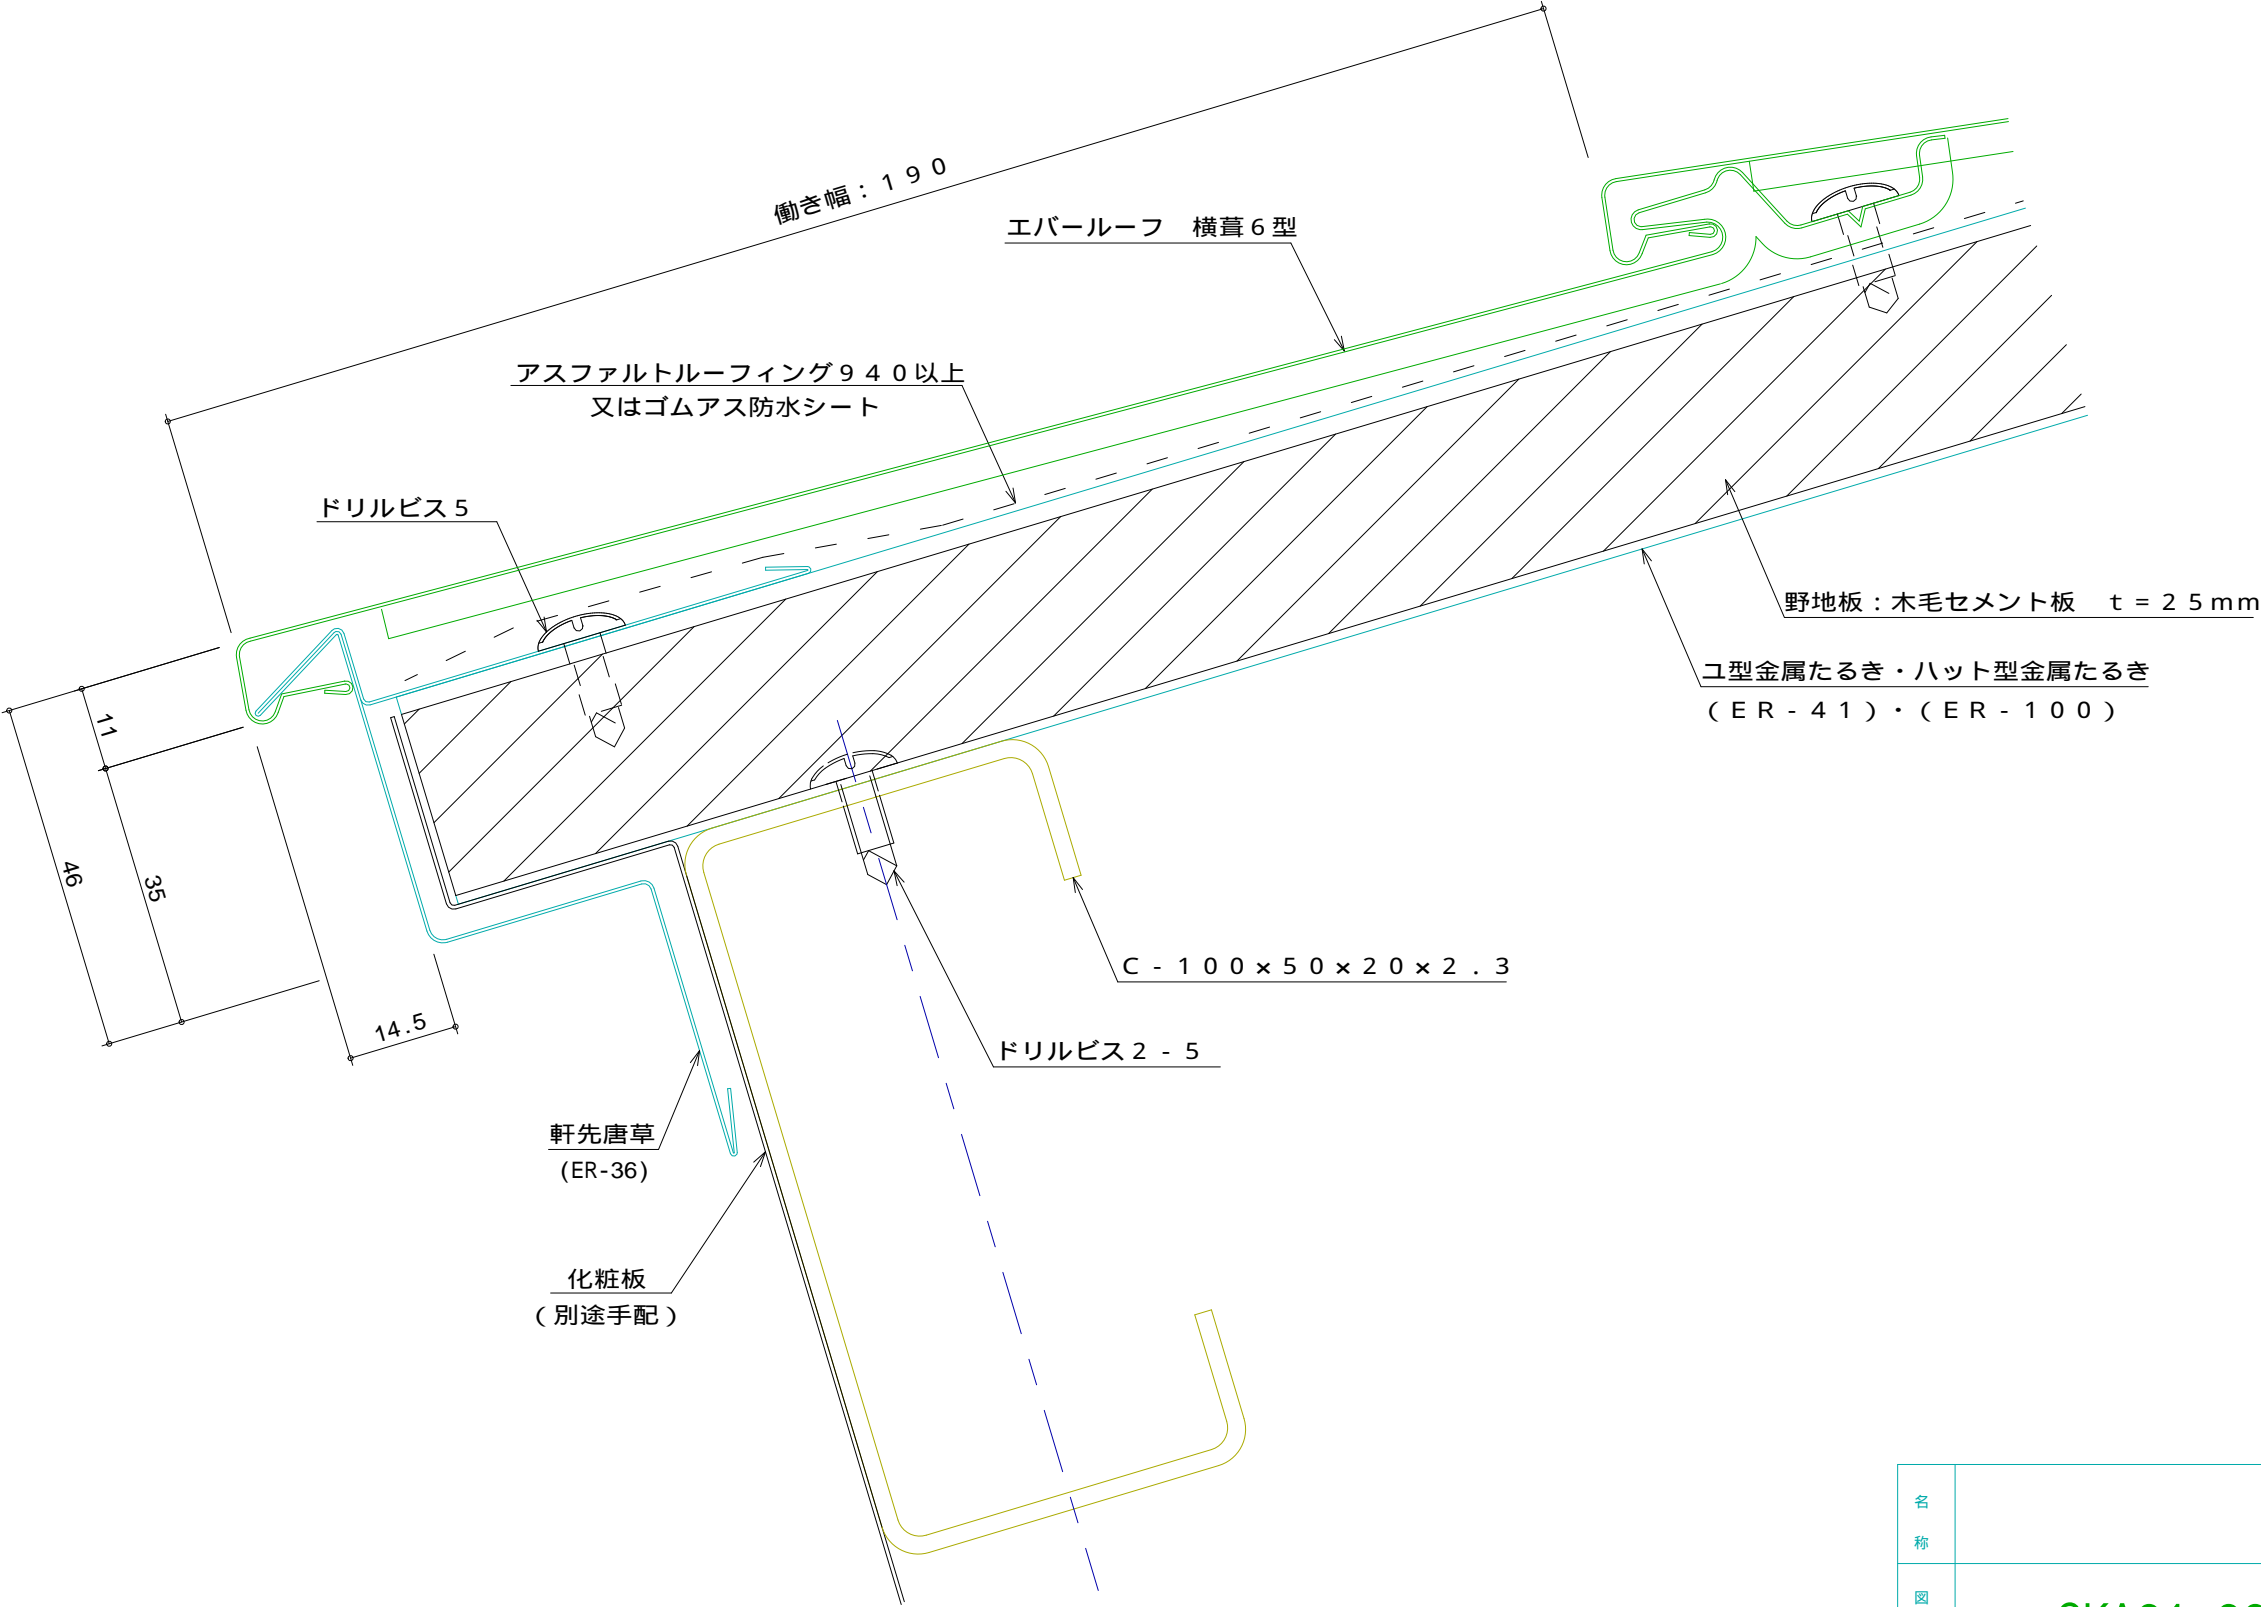 働き幅：１９０
エバールーフ　横葺６型
アスファルトルーフィング９４０以上
又はゴムアス防水シート
ドリルビス５
野地板：木毛セメント板　ｔ＝２５mm
コ型金属たるき・ハット型金属たるき
（ＥＲ-４１）・（ＥＲ-１００）
11
46
35
14.5
Ｃ-１００×５０×２０×２．３
ドリルビス２-５
軒先唐草
(ER-36)
化粧板
（別途手配）
名
称
図